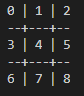 0 | 1 | 2
--+---+--
3 | 4 | 5
--+---+--
6 | 7 | 8